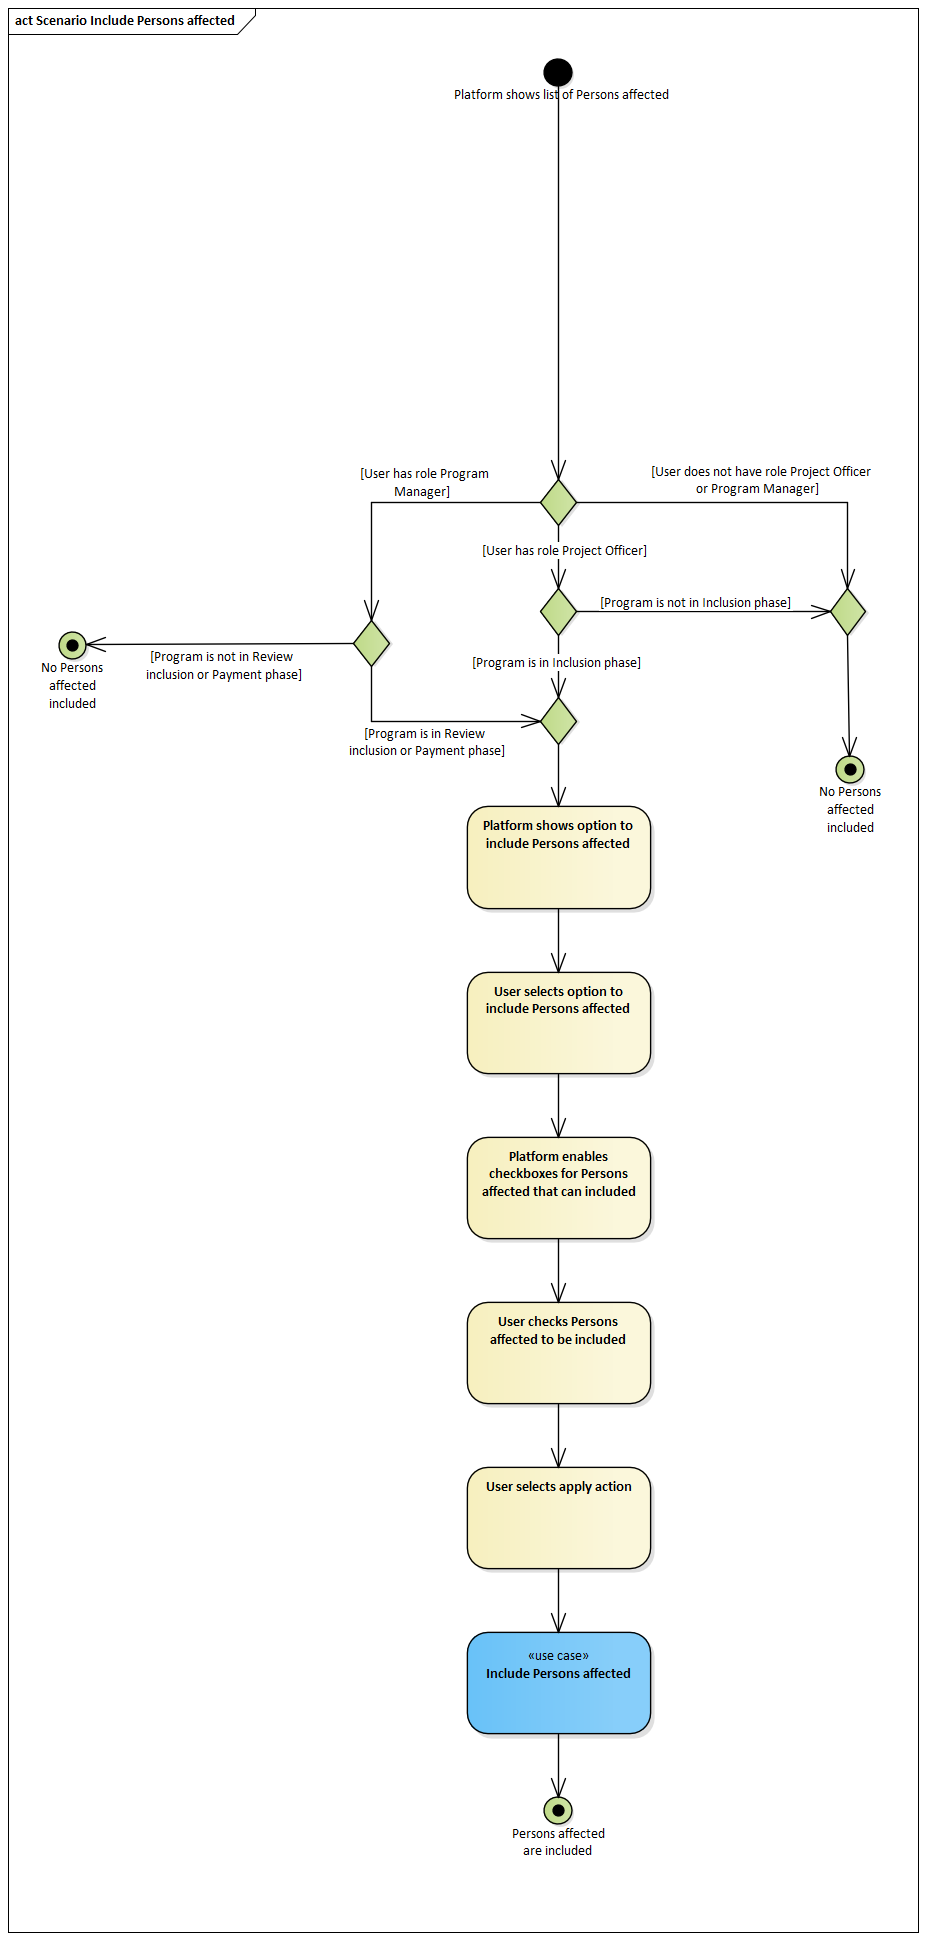 act Scenario Include Persons affected
Platform shows list of Persons affected
[User has role Program
Manager]
[User does not have role Project Officer
or Program Manager]
[User has role Project Officer]
[Program is not in Inclusion phase]
[Program is not in Review
inclusion or Payment phase]
No Persons
affected
included
[Program is in Inclusion phase]
[Program is in Review
inclusion or Payment phase]
No Persons
affected
included
Platform shows option to
include Persons affected
User selects option to
include Persons affected
Platform enables
checkboxes for Persons
affected that can included
User checks Persons
affected to be included
User selects apply action
«use case»
Include Persons affected
Persons affected
are included